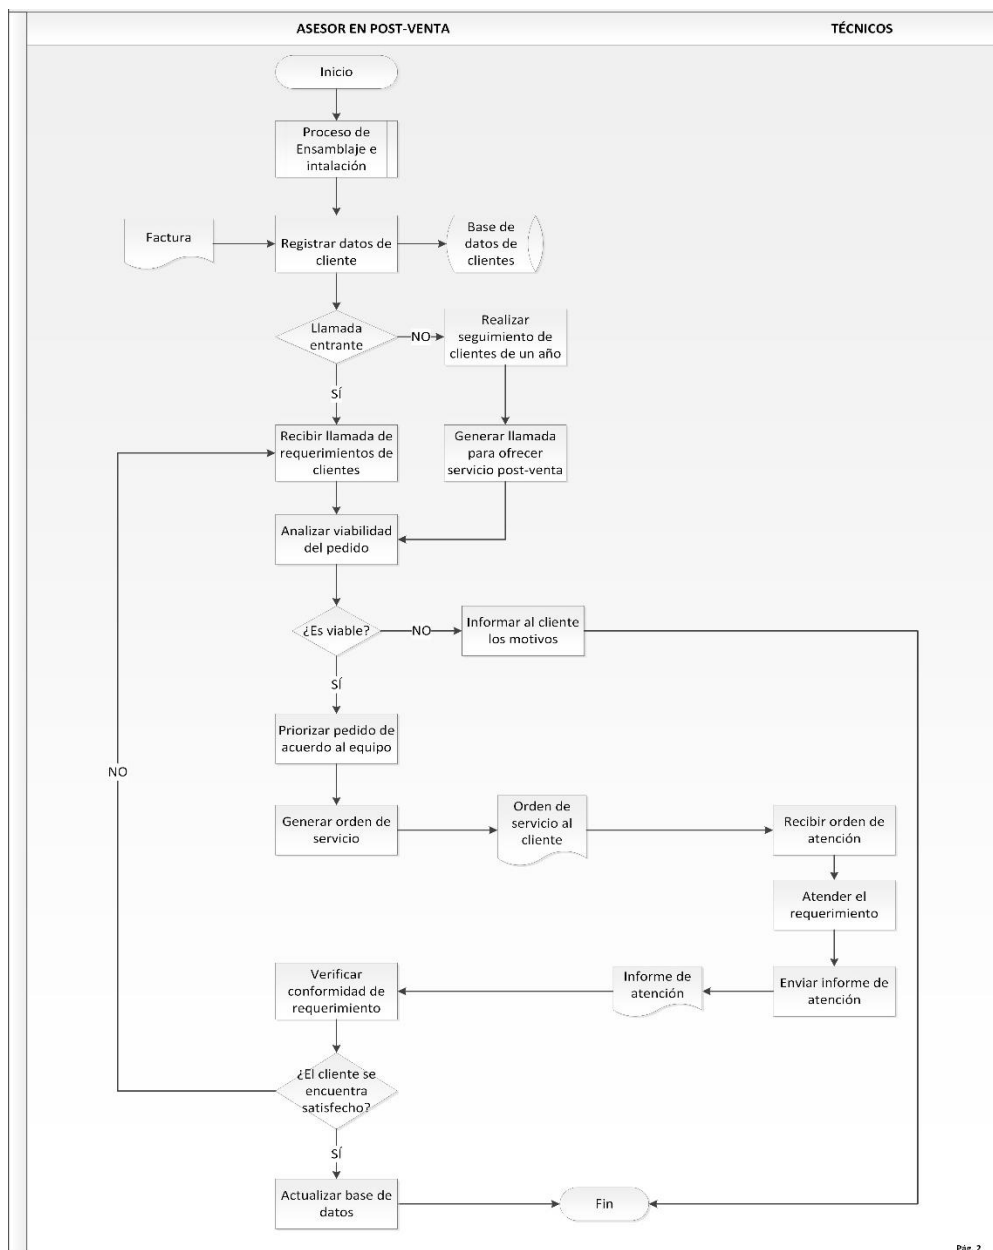 ASESOR EN POST-VENTA
TÉCNICOS
Inicio
Proceso de
Ensamblaje e
intalación
Factura
Registrar datos de
cliente
Base de
datos de
clientes
Llamada
entrante
NO
Realizar
seguimiento de
clientes de un año
SÍ
Recibir llamada de
requerimientos de
clientes
Generar llamada
para ofrecer
servicio post-venta
Analizar viabilidad
del pedido
¿Es viable?
NO
Informar al cliente
los motivos
SÍ
Priorizar pedido de
acuerdo al equipo
NO
Generar orden de
servicio
Orden de
servicio al
cliente
Recibir orden de
atención
Atender el
requerimiento
Verificar
conformidad de
requerimiento
Informe de
atención
Enviar informe de
atención
¿El cliente se
encuentra
satisfecho?
SÍ
Actualizar base de
datos
Fin
Pág. 2